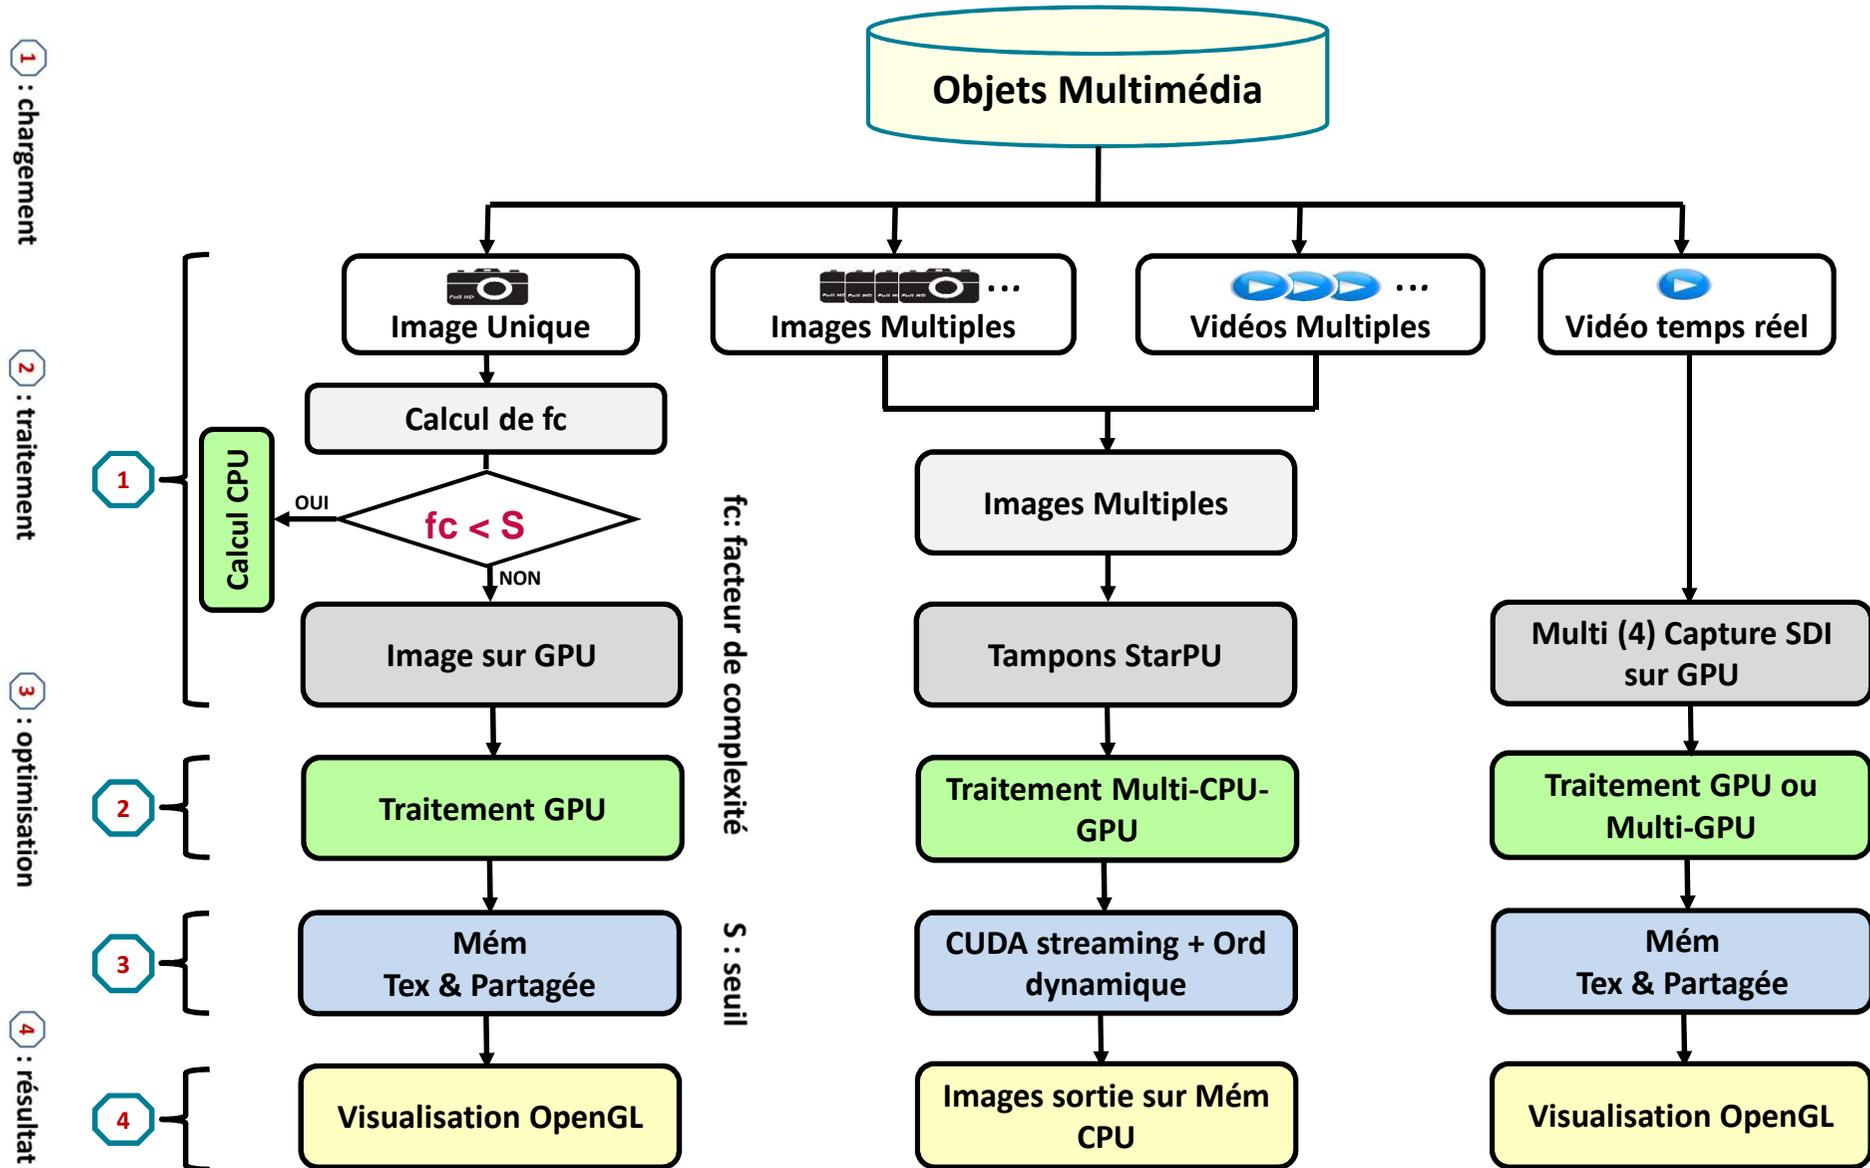 Objets Multimédia
1 : chargement
2 : traitement
3 : optimisation
4 : résultat
Image Unique
Images Multiples
...
Vidéos Multiples
...
Vidéo temps réel
Calcul de fc
fc < S
OUI
NON
Calcul CPU
1
Image sur GPU
fc: facteur de complexité
S : seuil
Images Multiples
Tampons StarPU
Multi (4) Capture SDI
sur GPU
2
Traitement GPU
Traitement Multi-CPU-
GPU
Traitement GPU ou
Multi-GPU
3
Mém
Tex & Partagée
CUDA streaming + Ord
dynamique
Mém
Tex & Partagée
4
Visualisation OpenGL
Images sortie sur Mém
CPU
Visualisation OpenGL